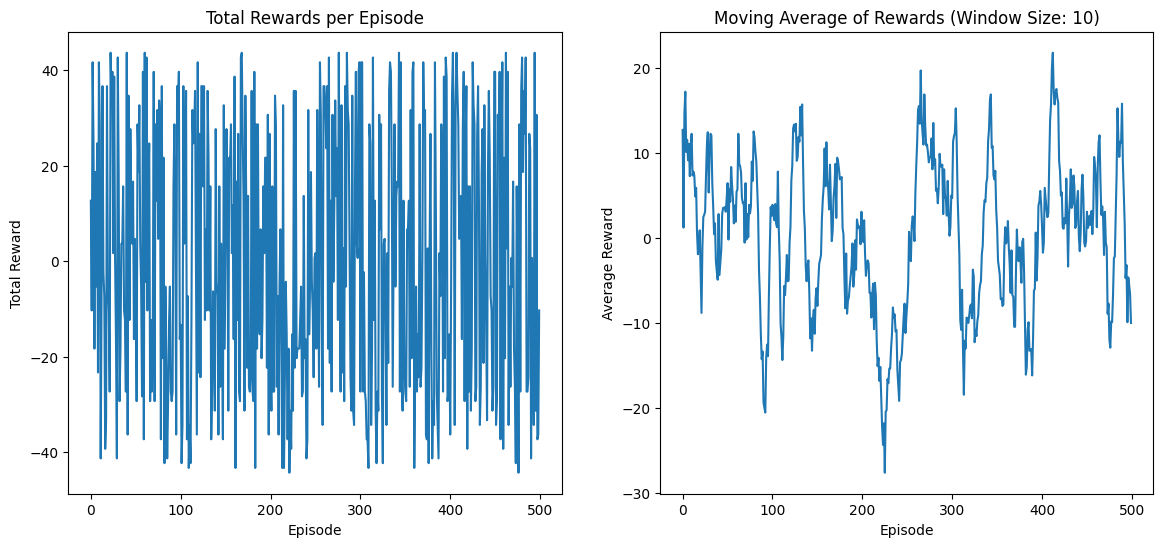 Total Rewards per Episode
Total Reward
40
20
0
−20
−40
0 100 200 300 400 500
Episode
Moving Average of Rewards (Window Size: 10)
Average Reward
20
10
0
−10
−20
−30
0 100 200 300 400 500
Episode